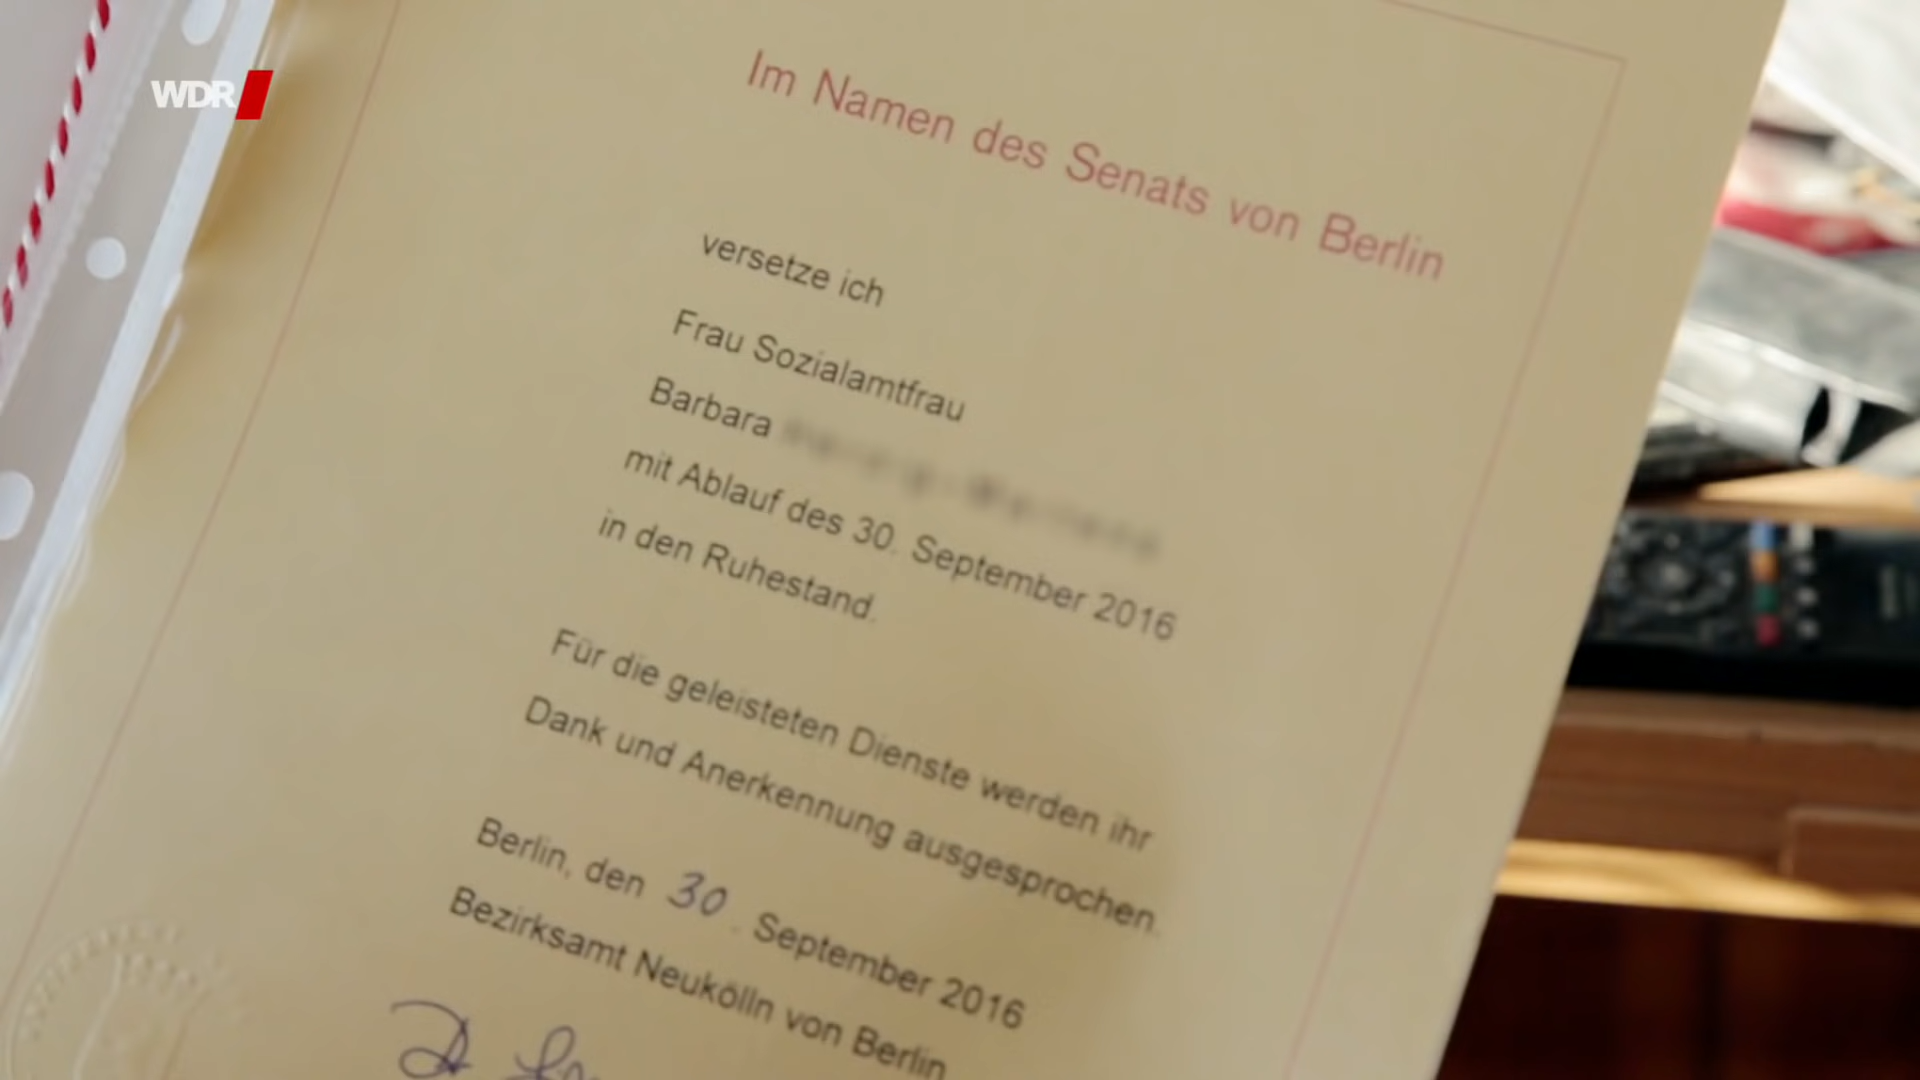 WDR
Im Namen des Senats von Berlin
versetze ich
Frau Sozialamtfrau
Barbara
mit Ablauf des 30. September 2016
in den Ruhestand.
Für die geleisteten Dienste werden ihr
Dank und Anerkennung ausgesprochen.
Berlin, den 30. September 2016
Bezirksamt Neukölln von Berlin